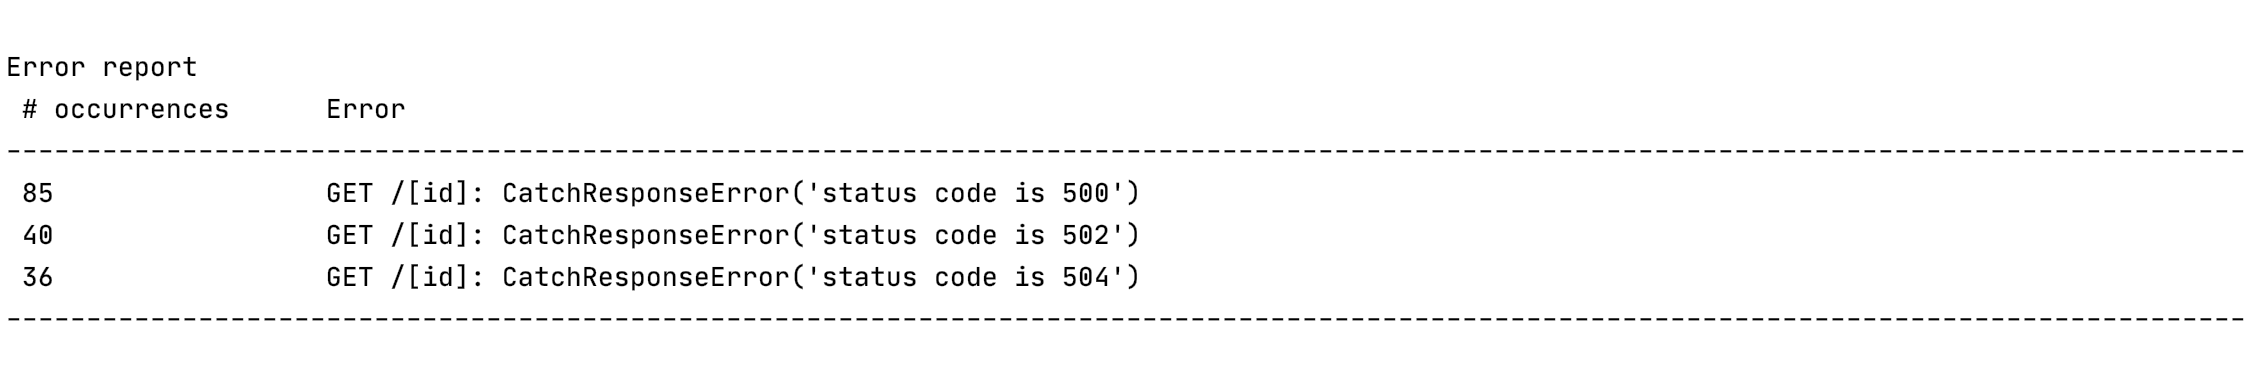 Error report
# occurrences      Error
--------------------------------------------------------------------------------------------------------------------------------------------
85                 GET /[id]: CatchResponseError('status code is 500')
40                 GET /[id]: CatchResponseError('status code is 502')
36                 GET /[id]: CatchResponseError('status code is 504')
--------------------------------------------------------------------------------------------------------------------------------------------